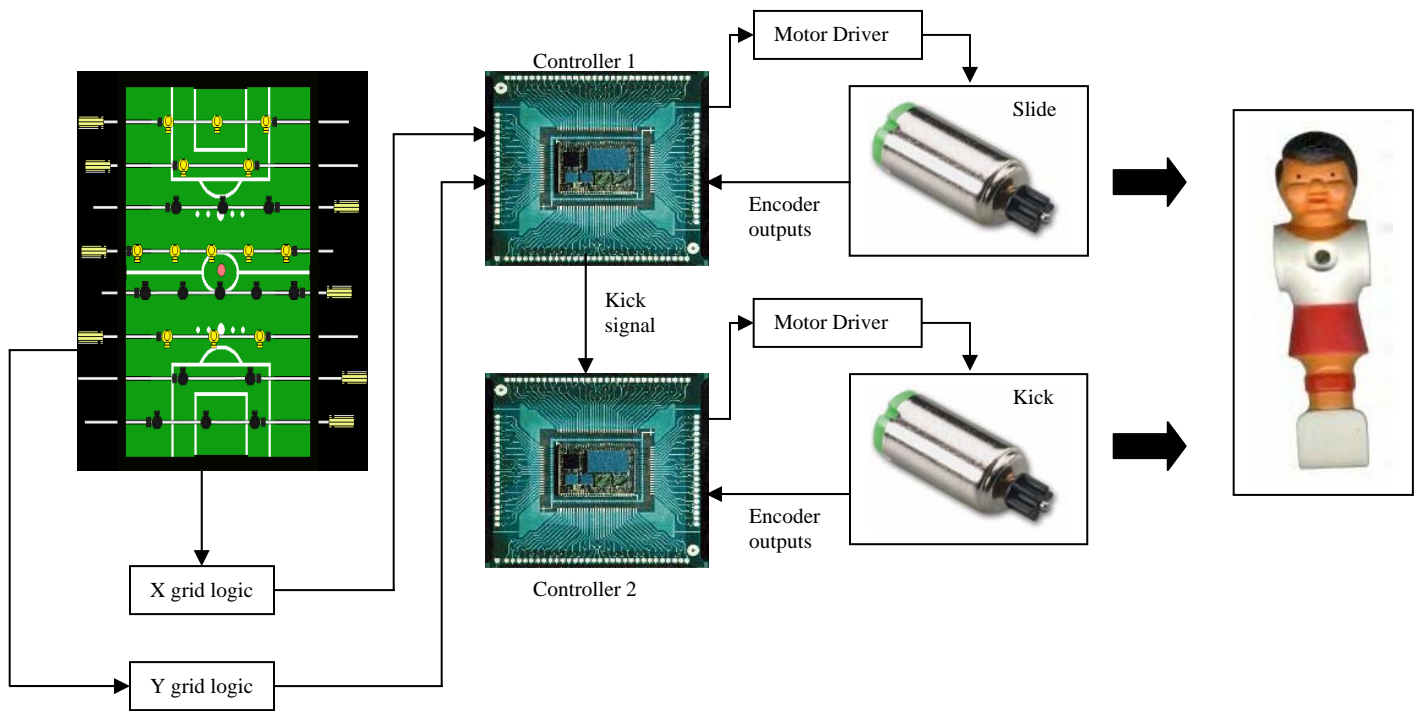 Motor Driver
Controller 1
Slide
Encoder
outputs
Kick
signal
Motor Driver
Kick
Encoder
outputs
X grid logic
Controller 2
Y grid logic